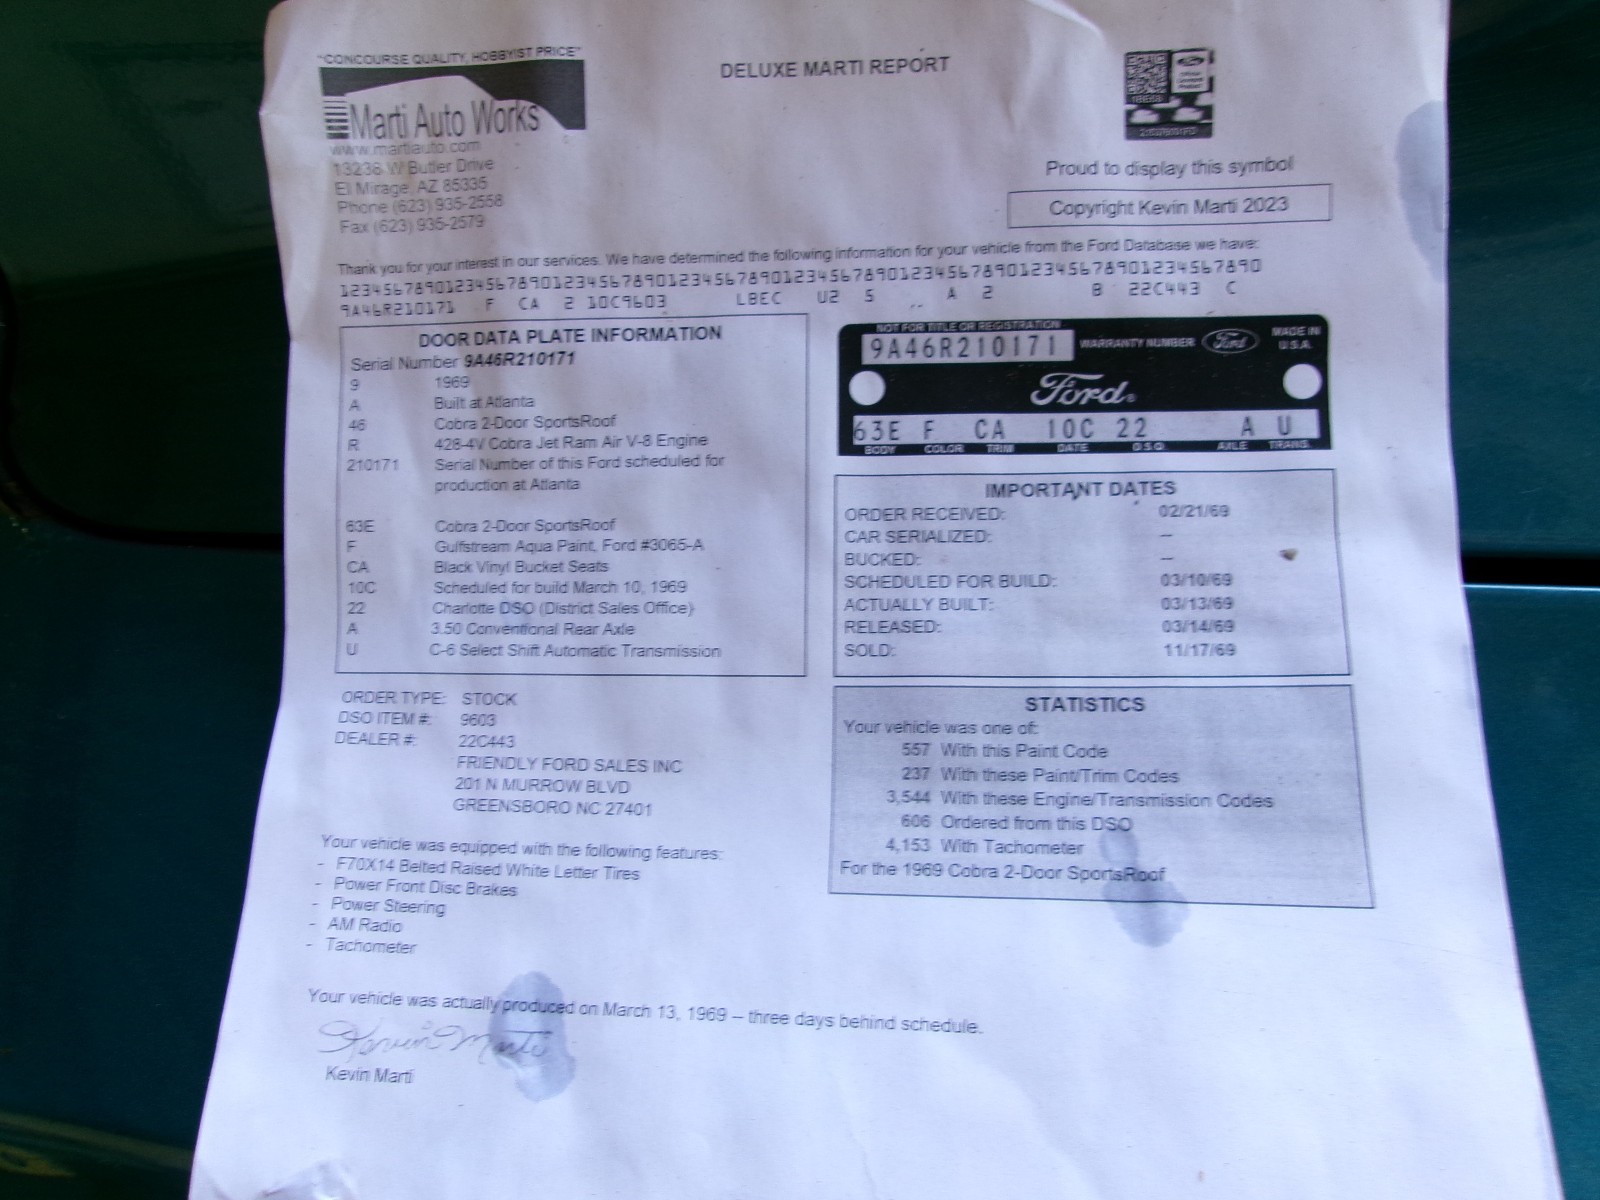 "CONCOURSE QUALITY, HOBBYIST PRICE"
Marti Auto Works
www.martiauto.com
13238 W Butler Drive
El Mirage, AZ 85335
Phone (623) 935-2558
Fax (623) 935-2579
DELUXE MARTI REPORT
Proud to display this symbol
Copyright Kevin Marti 2023
Thank you for your interest in our services. We have determined the following information for your vehicle from the Ford Database we have:
12345678901234567890123456789012345678901234567890123456789012345678901234567890
9A46R210171 F CA 2 10C9603 LBEC U2 5 A 2 B 22C443 C
DOOR DATA PLATE INFORMATION
Serial Number 9A46R210171
9 1969
A Built at Atlanta
46 Cobra 2-Door SportsRoof
R 428-4V Cobra Jet Ram Air V-8 Engine
210171 Serial Number of this Ford scheduled for
production at Atlanta
63E Cobra 2-Door SportsRoof
F Gulfstream Aqua Paint, Ford #3065-A
CA Black Vinyl Bucket Seats
10C Scheduled for build March 10, 1969
22 Charlotte DSO (District Sales Office)
A 3.50 Conventional Rear Axle
U C-6 Select Shift Automatic Transmission
NOT FOR TITLE OR REGISTRATION
9A46R210171 WARRANTY NUMBER Ford MADE IN
U.S.A.
Ford
63E F CA 10C 22 A U
BODY COLOR TRIM DATE D.S.O. AXLE TRANS.
IMPORTANT DATES
ORDER RECEIVED: 02/21/69
CAR SERIALIZED: --
BUCKED: --
SCHEDULED FOR BUILD: 03/10/69
ACTUALLY BUILT: 03/13/69
RELEASED: 03/14/69
SOLD: 11/17/69
ORDER TYPE: STOCK
DSO ITEM #: 9603
DEALER #: 22C443
FRIENDLY FORD SALES INC
201 N MURROW BLVD
GREENSBORO NC 27401
STATISTICS
Your vehicle was one of:
557 With this Paint Code
237 With these Paint/Trim Codes
3,544 With these Engine/Transmission Codes
606 Ordered from this DSO
4,153 With Tachometer
For the 1969 Cobra 2-Door SportsRoof
Your vehicle was equipped with the following features:
- F70X14 Belted Raised White Letter Tires
- Power Front Disc Brakes
- Power Steering
- AM Radio
- Tachometer
Your vehicle was actually produced on March 13, 1969 -- three days behind schedule.
Kevin Marti
Kevin Marti